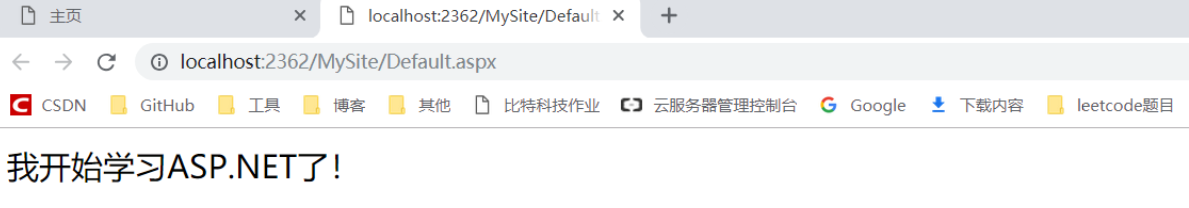 主页
localhost:2362/MySite/Default
localhost:2362/MySite/Default.aspx
CSDN GitHub 工具 博客 其他 比特科技作业 云服务器管理控制台 Google 下载内容 leetcode题目
我开始学习ASP.NET了!